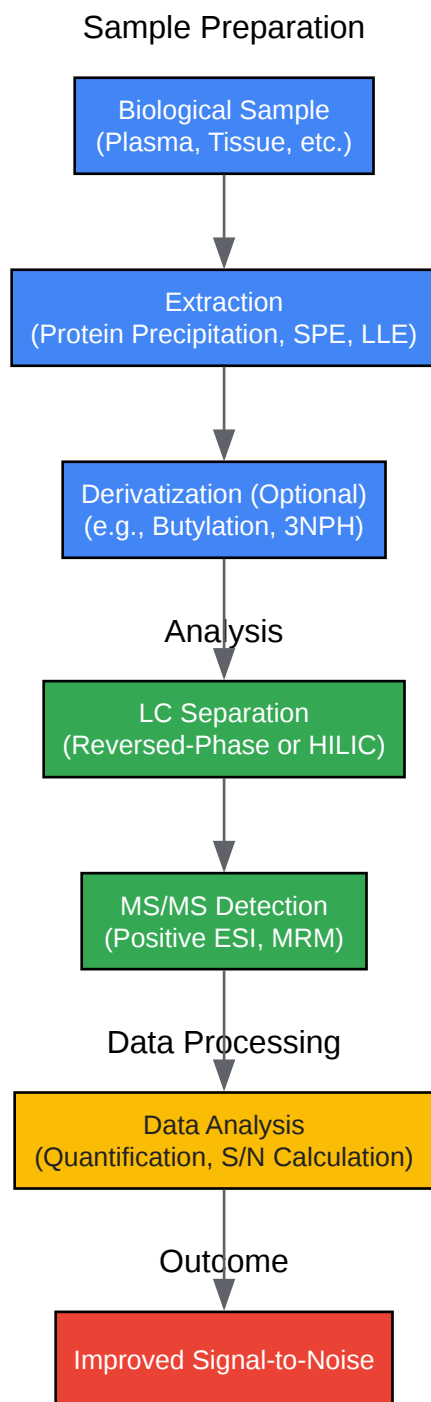 Sample Preparation
Biological Sample
(Plasma, Tissue, etc.)
Extraction
(Protein Precipitation, SPE, LLE)
Derivatization (Optional)
(e.g., Butylation, 3NPH)
Analysis
LC Separation
(Reversed-Phase or HILIC)
MS/MS Detection
(Positive ESI, MRM)
Data Processing
Data Analysis
(Quantification, S/N Calculation)
Outcome
Improved Signal-to-Noise